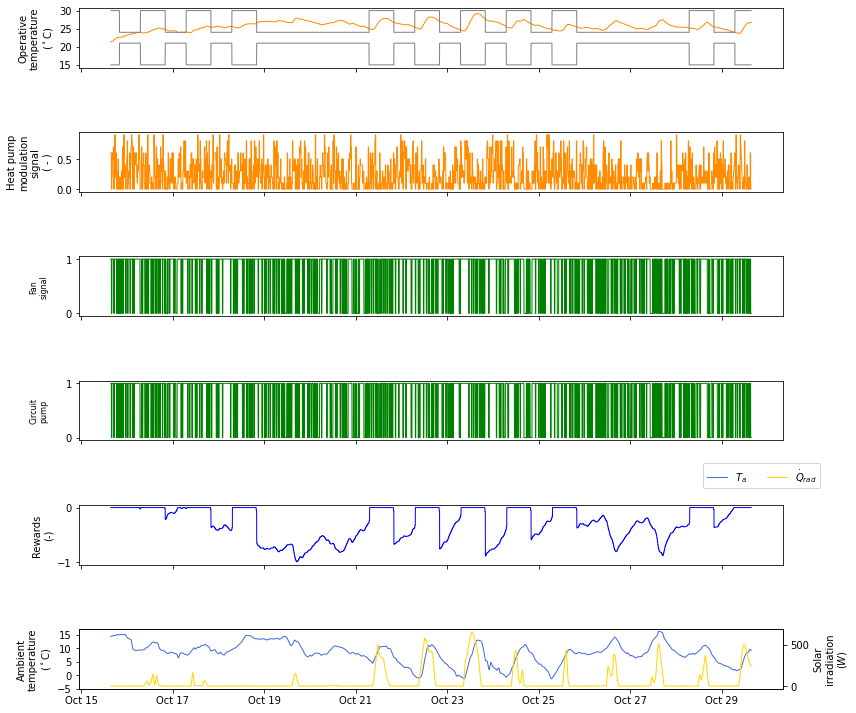 Operative
temperature
(°C)
30
25
20
15
Heat pump
modulation
signal
( - )
0.5
0.0
Fan
signal
1
0
Circuit
pump
1
0
T_a Q̇_rad
Rewards
(-)
0
−1
Ambient
temperature
(°C)
15
10
5
0
−5
500
0
Solar
irradiation
(W)
Oct 15 Oct 17 Oct 19 Oct 21 Oct 23 Oct 25 Oct 27 Oct 29